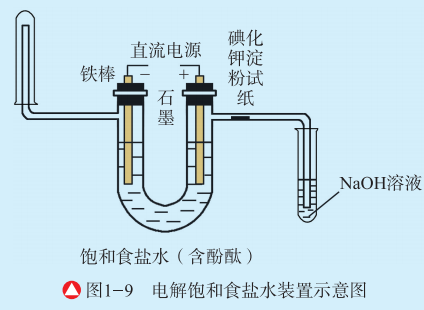 直流电源
碘化
钾淀
粉试
纸
铁棒
− +
石
墨
NaOH溶液
饱和食盐水（含酚酞）
图1-9 电解饱和食盐水装置示意图